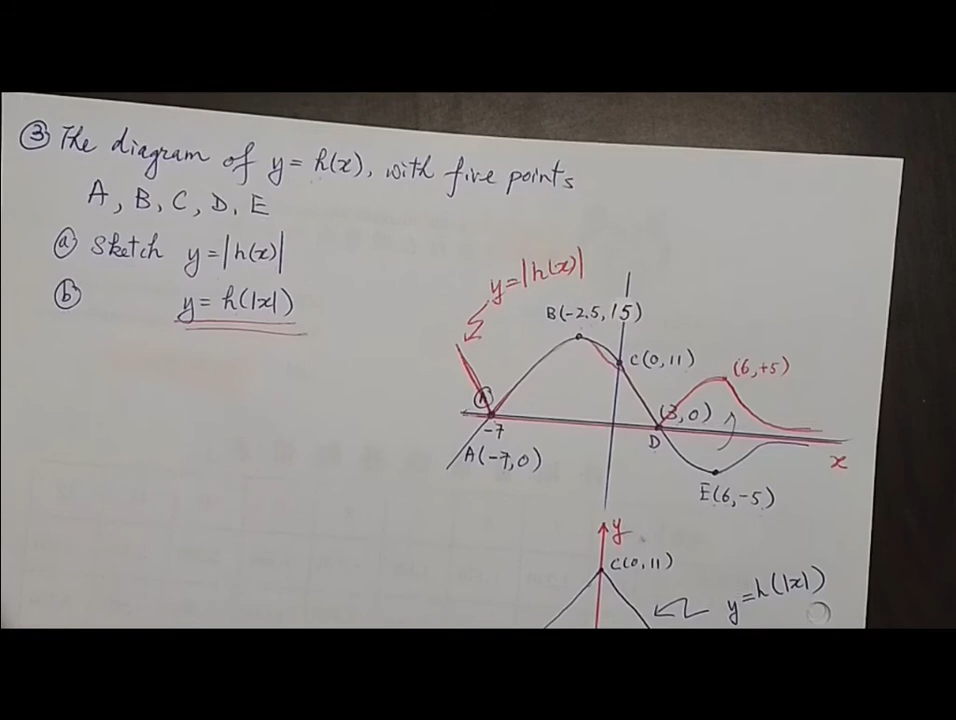 ③ The diagram of y = h(x), with five points
A, B, C, D, E
ⓐ Sketch y = |h(x)|
ⓑ y = h(|x|)
y = |h(x)|
B(-2.5, 15)
C(0, 11)
(6, +5)
A
(3, 0)
-7
D
A(-7, 0)
x
E(6, -5)
y
C(0, 11)
y = h(|x|)